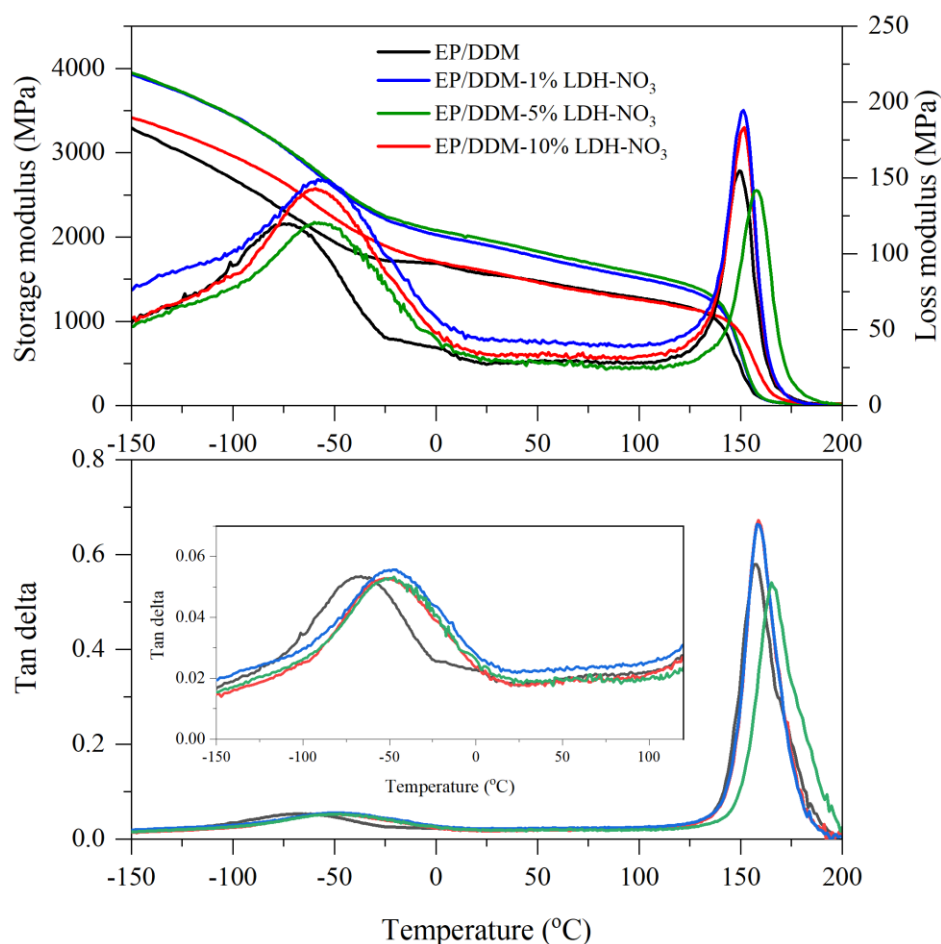 Storage modulus (MPa)
4000
3000
2000
1000
0
EP/DDM
EP/DDM-1% LDH-NO₃
EP/DDM-5% LDH-NO₃
EP/DDM-10% LDH-NO₃
250
200
150
100
50
0
Loss modulus (MPa)
-150 -100 -50 0 50 100 150 200
Tan delta
0.8
0.6
0.4
0.2
0.0
Tan delta
0.06
0.04
0.02
0.00
-150 -100 -50 0 50 100
Temperature (°C)
-150 -100 -50 0 50 100 150 200
Temperature (°C)